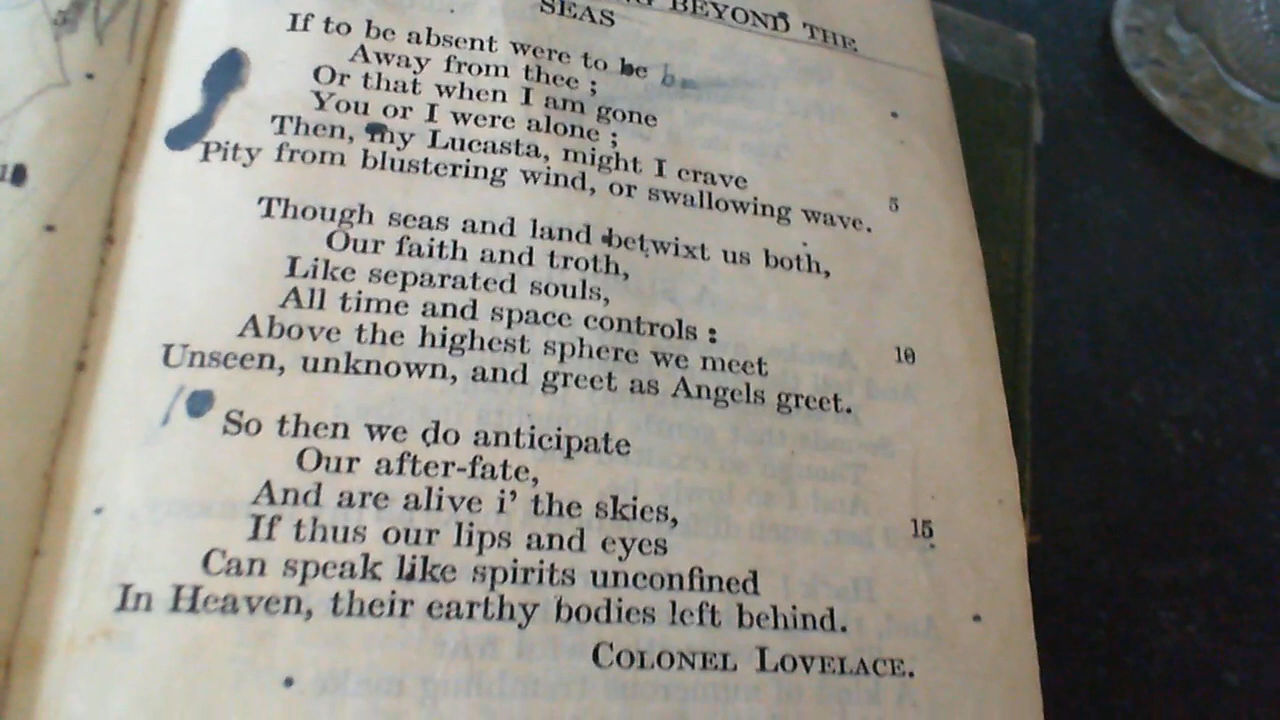 BEYOND THE
SEAS
If to be absent were to be
Away from thee ;
Or that when I am gone
You or I were alone ;
Then, my Lucasta, might I crave
Pity from blustering wind, or swallowing wave. 5
Though seas and land betwixt us both,
Our faith and troth,
Like separated souls,
All time and space controls :
Above the highest sphere we meet 10
Unseen, unknown, and greet as Angels greet.
So then we do anticipate
Our after-fate,
And are alive i' the skies, 15
If thus our lips and eyes
Can speak like spirits unconfined
In Heaven, their earthy bodies left behind.
COLONEL LOVELACE.